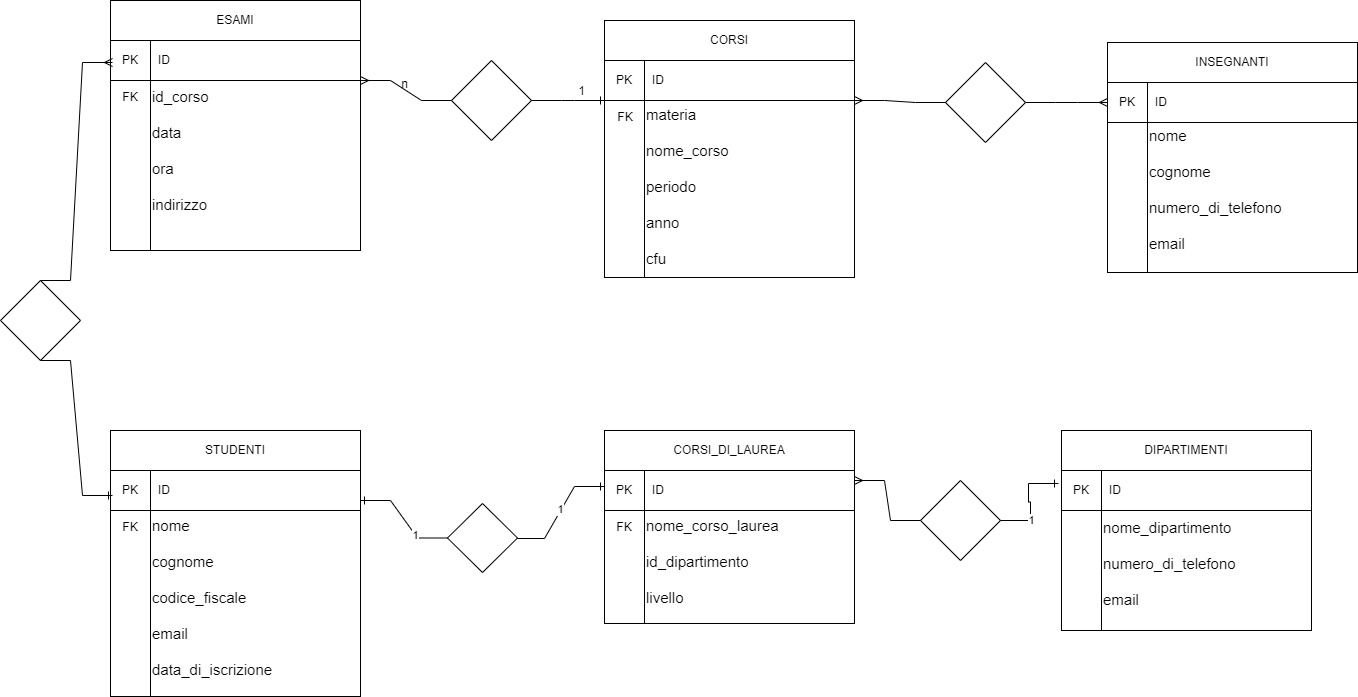 ESAMI
PK ID
FK id_corso
data
ora
indirizzo
n
1
CORSI
PK ID
FK materia
nome_corso
periodo
anno
cfu
INSEGNANTI
PK ID
nome
cognome
numero_di_telefono
email
STUDENTI
PK ID
FK nome
cognome
codice_fiscale
email
data_di_iscrizione
1
1
CORSI_DI_LAUREA
PK ID
FK nome_corso_laurea
id_dipartimento
livello
1
DIPARTIMENTI
PK ID
nome_dipartimento
numero_di_telefono
email